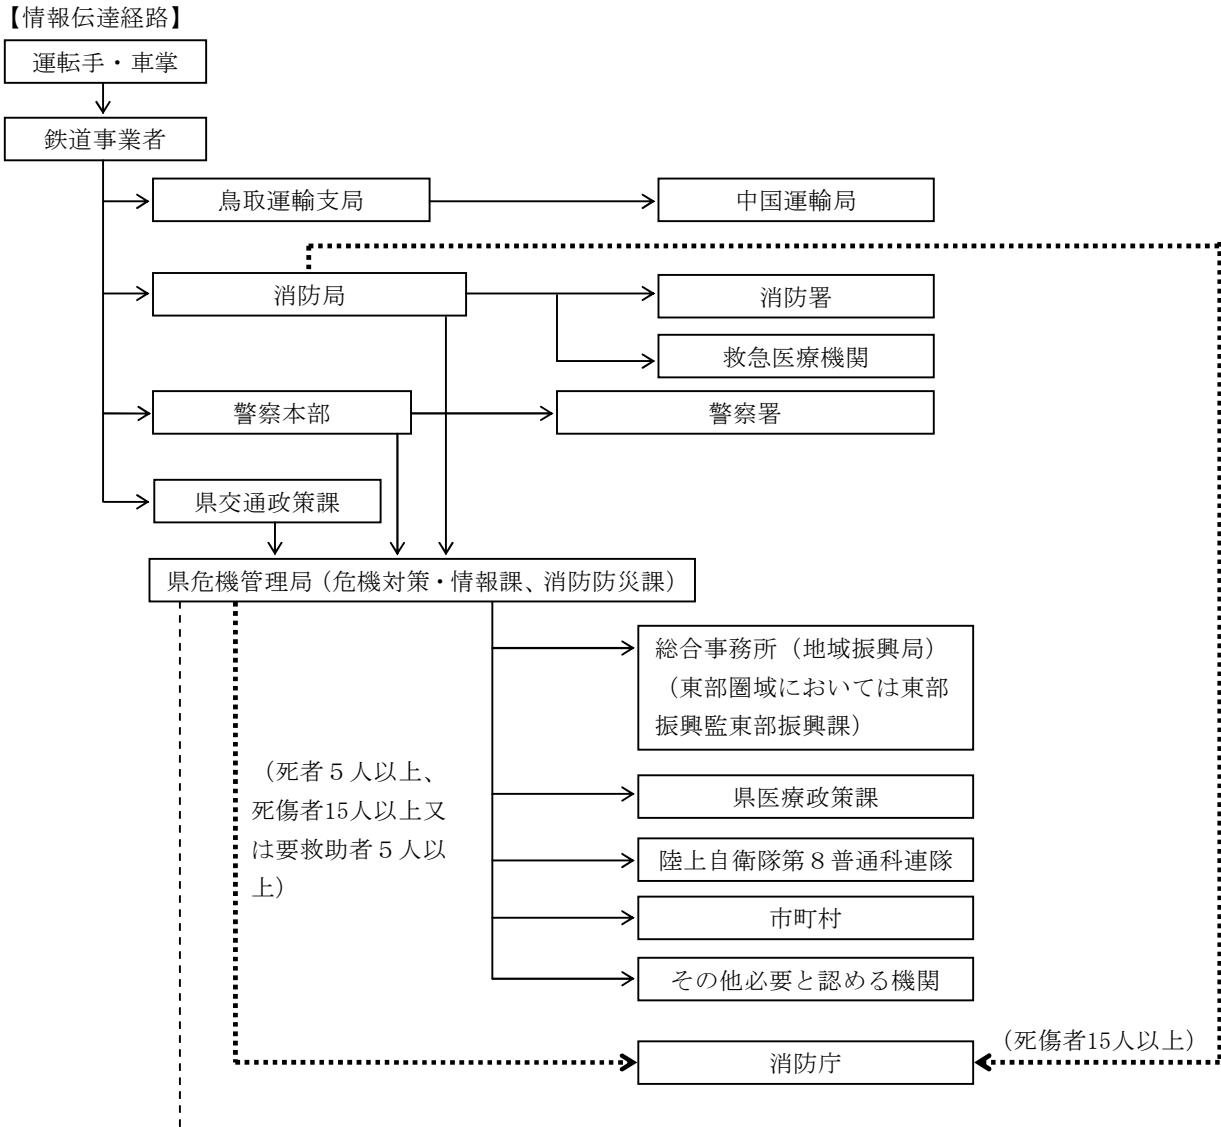 【情報伝達経路】
運転手・車掌
鉄道事業者
鳥取運輸支局
中国運輸局
消防局
消防署
救急医療機関
警察本部
警察署
県交通政策課
県危機管理局（危機対策・情報課、消防防災課）
総合事務所（地域振興局）
（東部圏域においては東部
振興監東部振興課）
（死者５人以上、
死傷者15人以上又
は要救助者５人以
上）
県医療政策課
陸上自衛隊第８普通科連隊
市町村
その他必要と認める機関
（死傷者15人以上）
消防庁